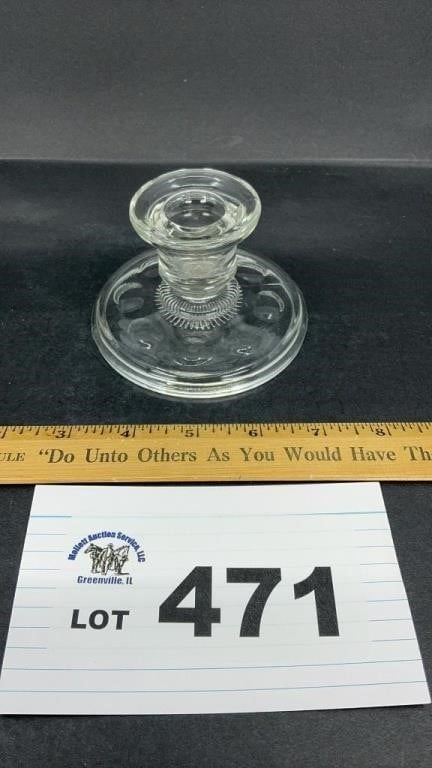 3 4 5 6 7 8
ULE "Do Unto Others As You Would Have Th
Mollett Auction Service, LLC
Greenville, IL
LOT 471